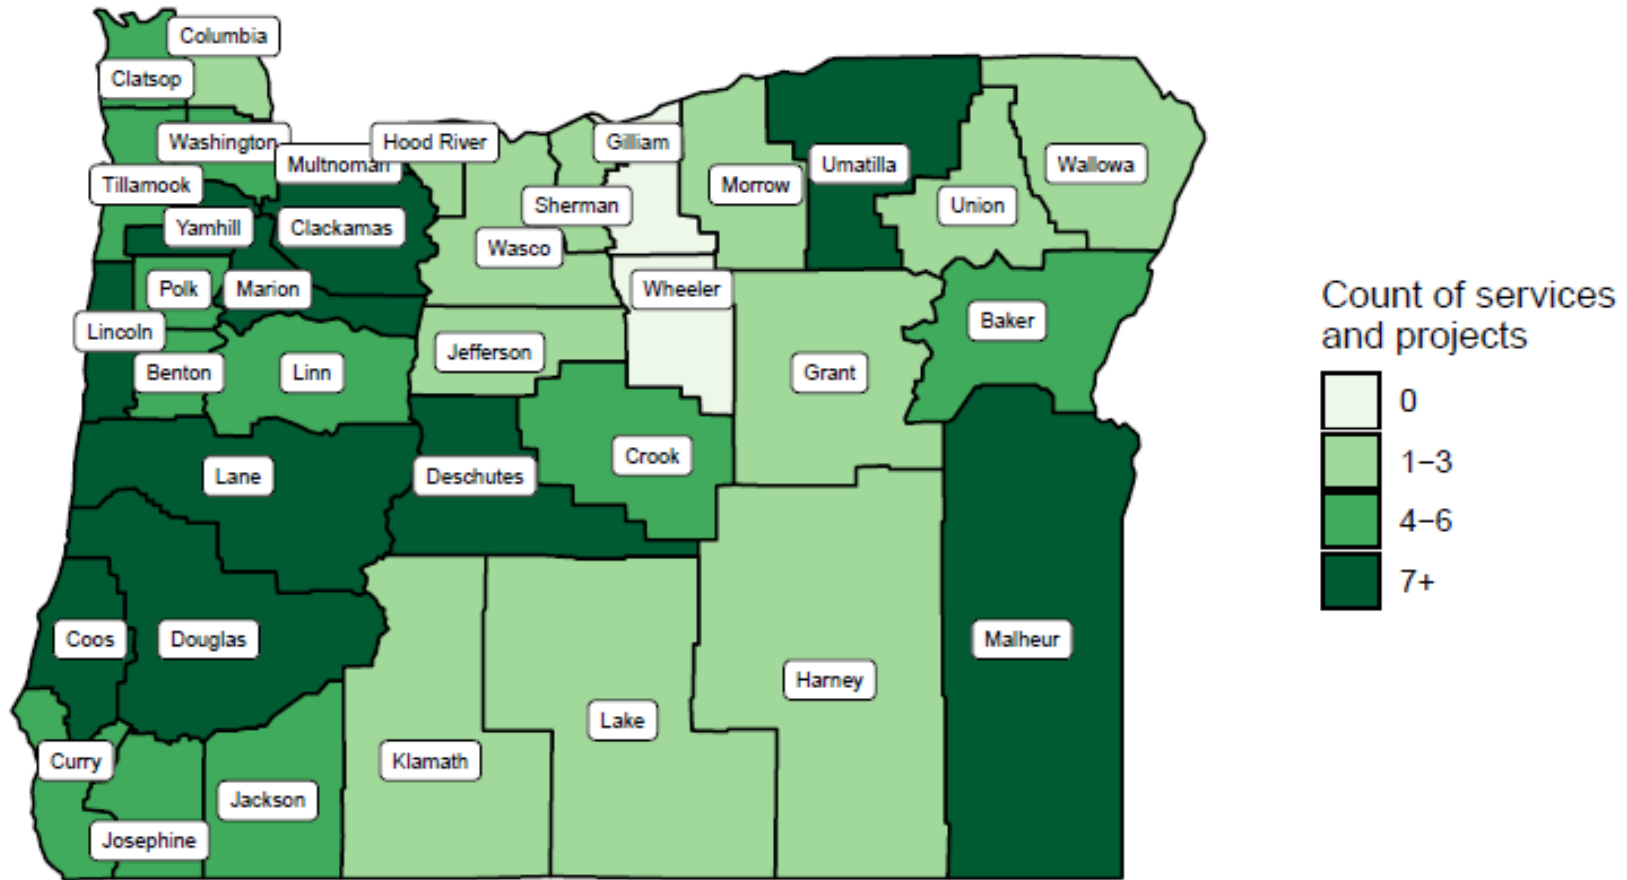 Columbia
Clatsop
Washington
Multnomah
Hood River
Gilliam
Umatilla
Wallowa
Tillamook
Morrow
Sherman
Union
Yamhill
Clackamas
Wasco
Polk
Marion
Wheeler
Baker
Lincoln
Jefferson
Benton
Linn
Grant
Crook
Lane
Deschutes
Coos
Douglas
Malheur
Harney
Lake
Curry
Klamath
Jackson
Josephine
Count of services
and projects
0
1–3
4–6
7+